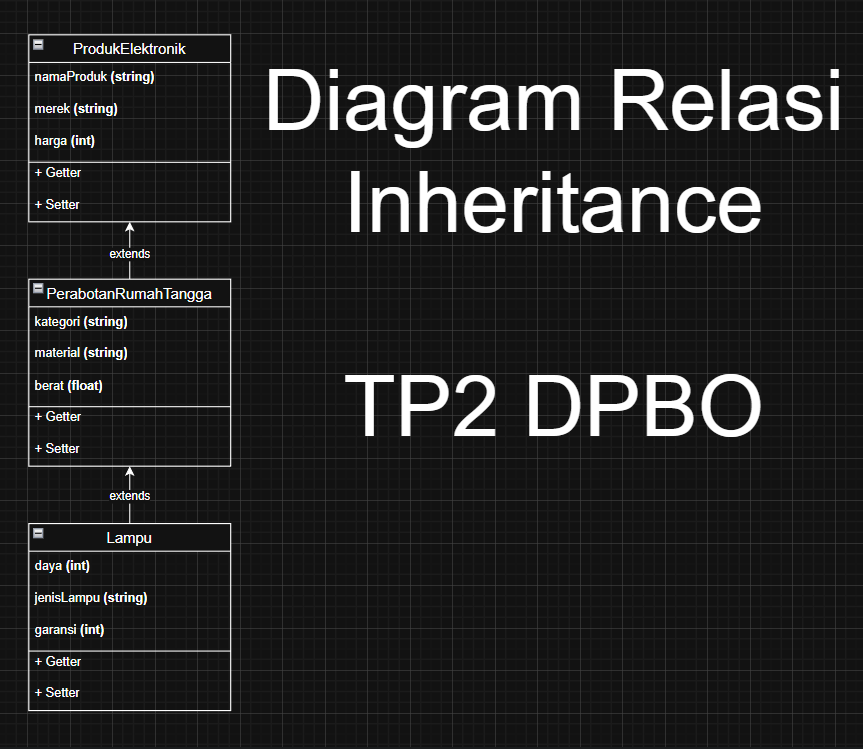 ProdukElektronik
namaProduk (string)
merek (string)
harga (int)
+ Getter
+ Setter
extends
PerabotanRumahTangga
kategori (string)
material (string)
berat (float)
+ Getter
+ Setter
extends
Lampu
daya (int)
jenisLampu (string)
garansi (int)
+ Getter
+ Setter
Diagram Relasi
Inheritance
TP2 DPBO